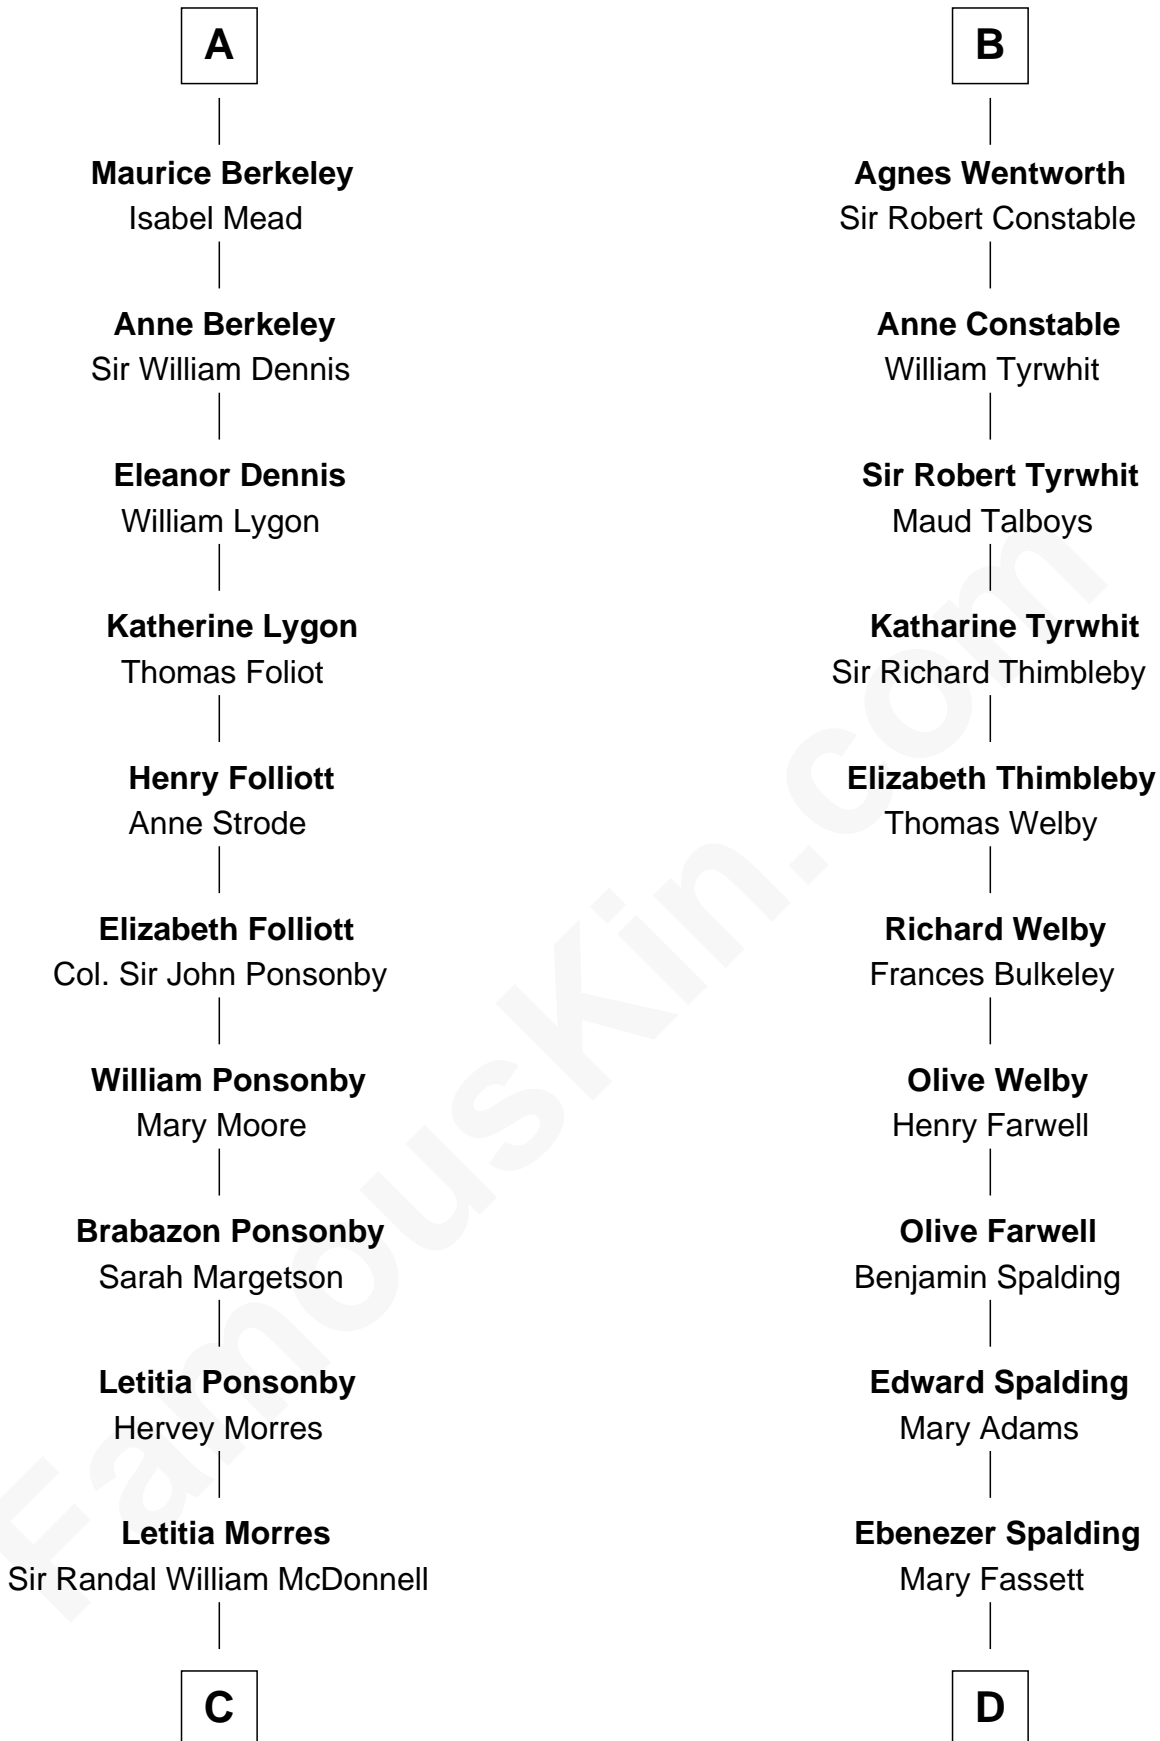 A
Maurice Berkeley
Isabel Mead
Anne Berkeley
Sir William Dennis
Eleanor Dennis
William Lygon
Katherine Lygon
Thomas Foliot
Henry Folliott
Anne Strode
Elizabeth Folliott
Col. Sir John Ponsonby
William Ponsonby
Mary Moore
Brabazon Ponsonby
Sarah Margetson
Letitia Ponsonby
Hervey Morres
Letitia Morres
Sir Randal William McDonnell
C
B
Agnes Wentworth
Sir Robert Constable
Anne Constable
William Tyrwhit
Sir Robert Tyrwhit
Maud Talboys
Katharine Tyrwhit
Sir Richard Thimbleby
Elizabeth Thimbleby
Thomas Welby
Richard Welby
Frances Bulkeley
Olive Welby
Henry Farwell
Olive Farwell
Benjamin Spalding
Edward Spalding
Mary Adams
Ebenezer Spalding
Mary Fassett
D
FamousKin.com